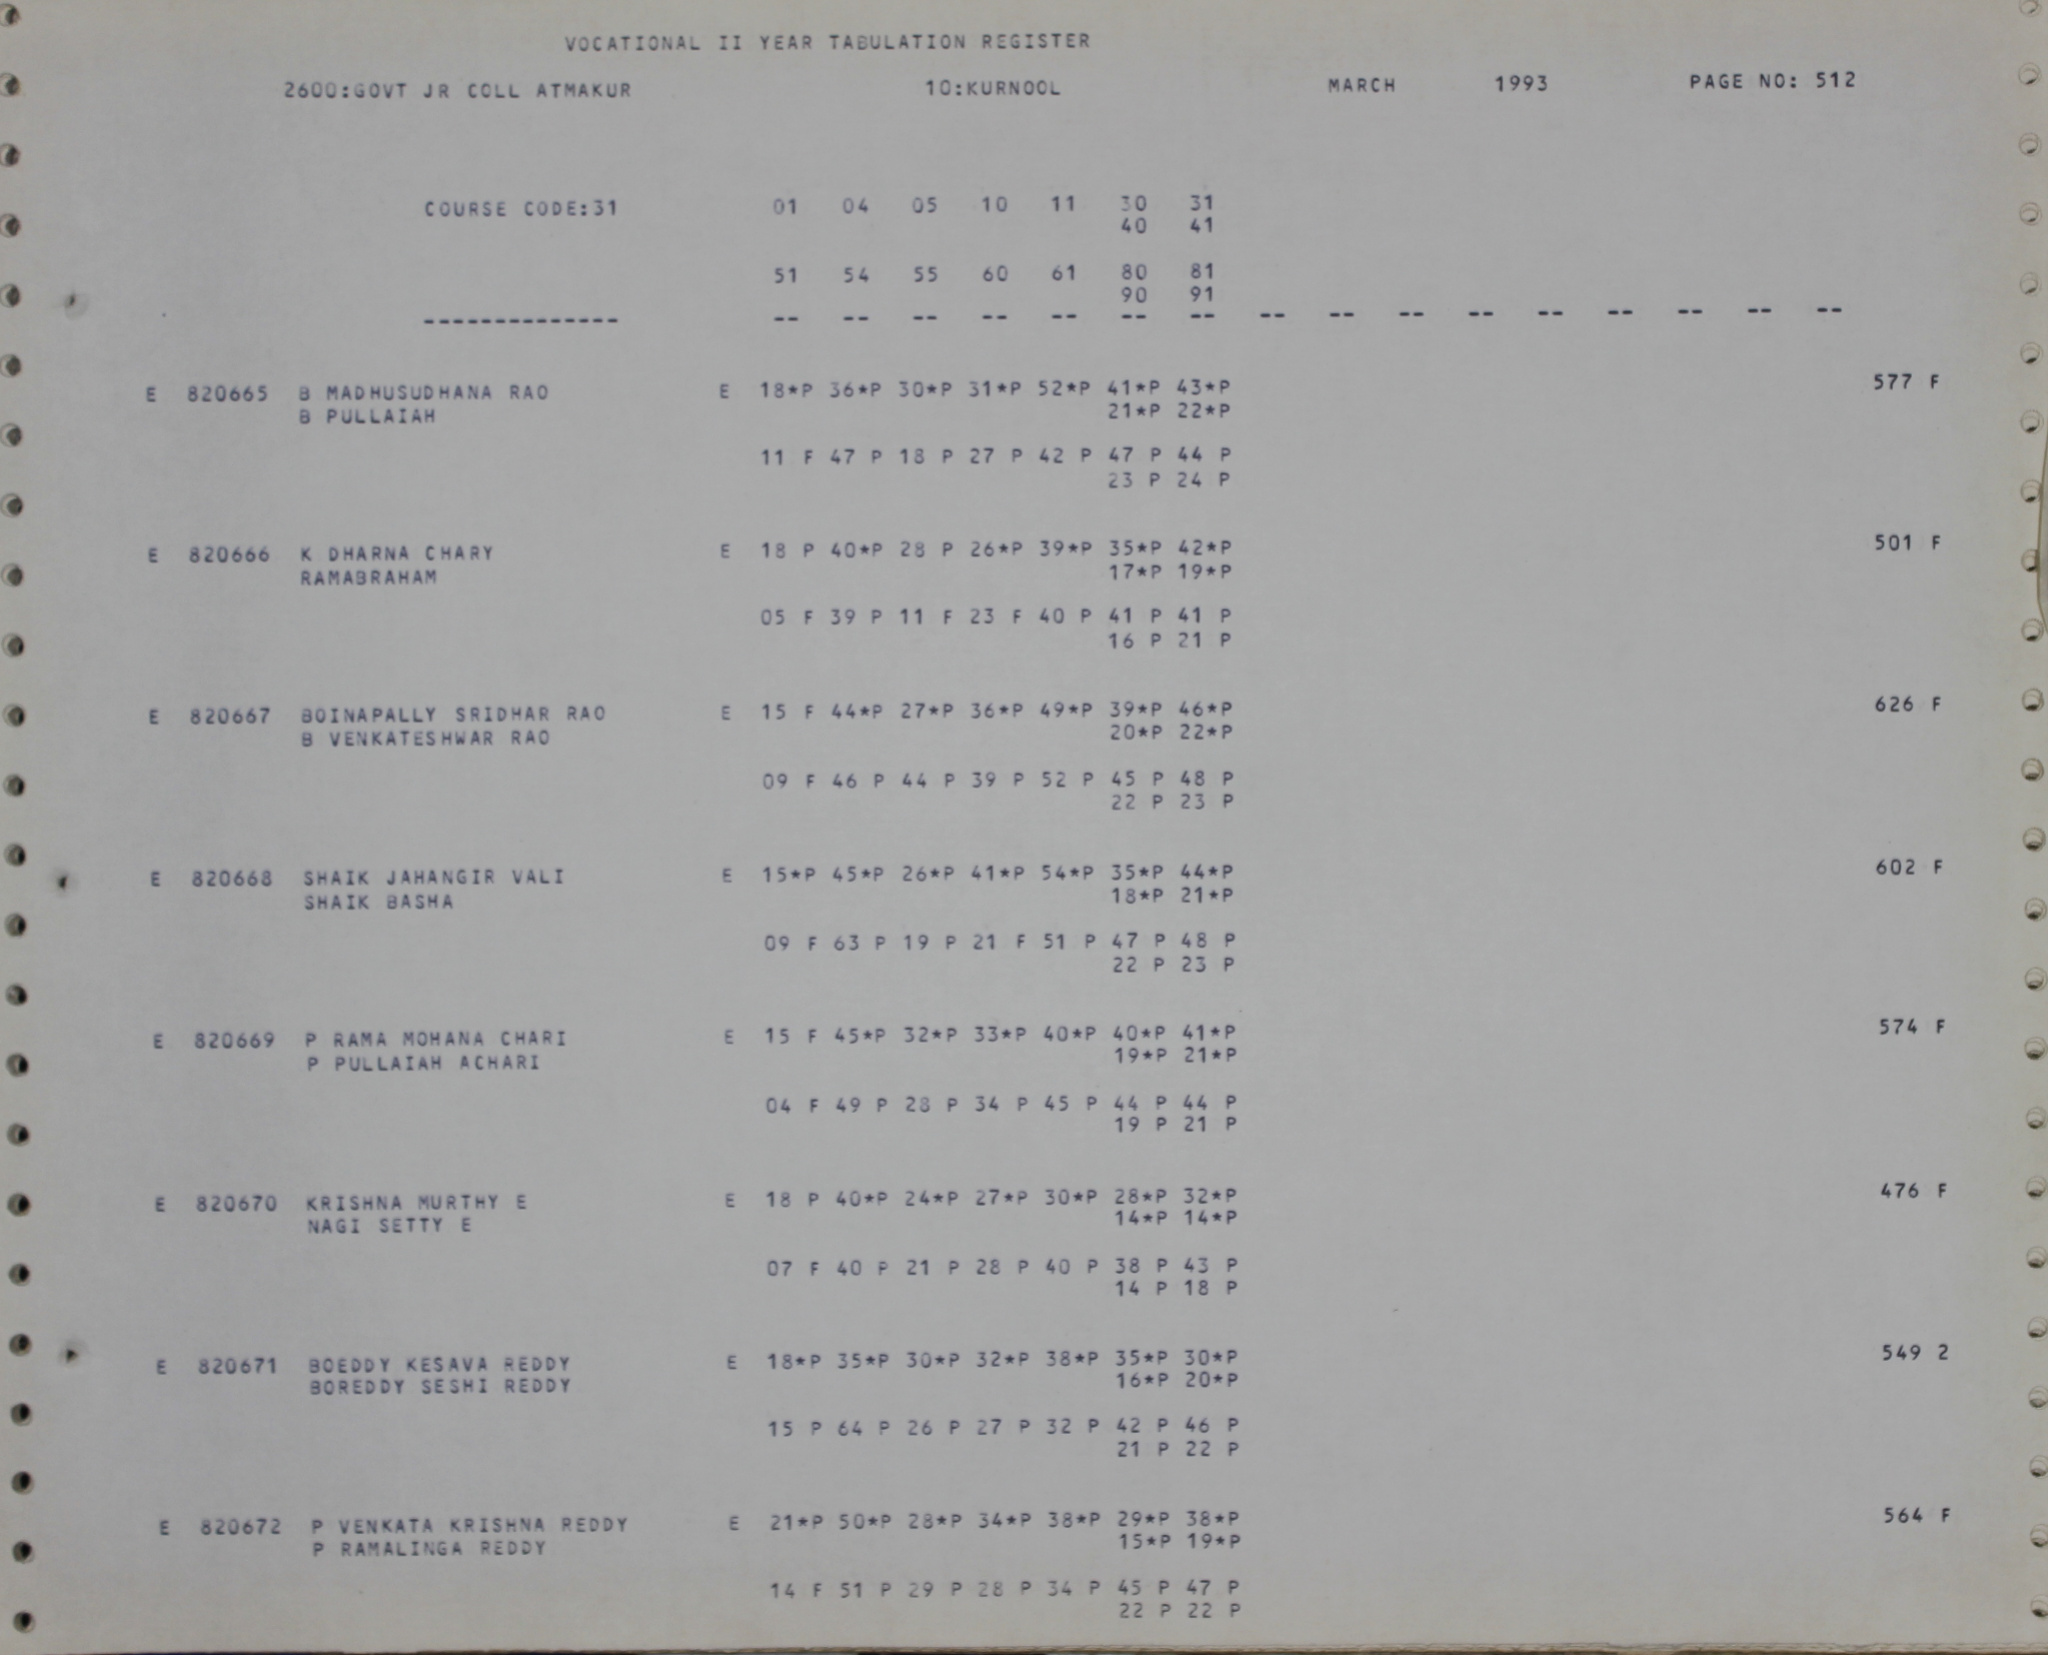 VOCATIONAL II YEAR TABULATION REGISTER
2600:GOVT JR COLL ATMAKUR 10:KURNOOL MARCH 1993 PAGE NO: 512
COURSE CODE:31 01 04 05 10 11 30 31
40 41
51 54 55 60 61 80 81
90 91
-------------- -- -- -- -- -- -- -- -- -- -- -- -- -- -- -- --
E 820665 B MADHUSUDHANA RAO E 18*P 36*P 30*P 31*P 52*P 41*P 43*P 577 F
B PULLAIAH 21*P 22*P
11 F 47 P 18 P 27 P 42 P 47 P 44 P
23 P 24 P
E 820666 K DHARNA CHARY E 18 P 40*P 28 P 26*P 39*P 35*P 42*P 501 F
RAMABRAHAM 17*P 19*P
05 F 39 P 11 F 23 F 40 P 41 P 41 P
16 P 21 P
E 820667 BOINAPALLY SRIDHAR RAO E 15 F 44*P 27*P 36*P 49*P 39*P 46*P 626 F
B VENKATESHWAR RAO 20*P 22*P
09 F 46 P 44 P 39 P 52 P 45 P 48 P
22 P 23 P
E 820668 SHAIK JAHANGIR VALI E 15*P 45*P 26*P 41*P 54*P 35*P 44*P 602 F
SHAIK BASHA 18*P 21*P
09 F 63 P 19 P 21 F 51 P 47 P 48 P
22 P 23 P
E 820669 P RAMA MOHANA CHARI E 15 F 45*P 32*P 33*P 40*P 40*P 41*P 574 F
P PULLAIAH ACHARI 19*P 21*P
04 F 49 P 28 P 34 P 45 P 44 P 44 P
19 P 21 P
E 820670 KRISHNA MURTHY E E 18 P 40*P 24*P 27*P 30*P 28*P 32*P 476 F
NAGI SETTY E 14*P 14*P
07 F 40 P 21 P 28 P 40 P 38 P 43 P
14 P 18 P
E 820671 BOEDDY KESAVA REDDY E 18*P 35*P 30*P 32*P 38*P 35*P 30*P 549 2
BOREDDY SESHI REDDY 16*P 20*P
15 P 64 P 26 P 27 P 32 P 42 P 46 P
21 P 22 P
E 820672 P VENKATA KRISHNA REDDY E 21*P 50*P 28*P 34*P 38*P 29*P 38*P 564 F
P RAMALINGA REDDY 15*P 19*P
14 F 51 P 29 P 28 P 34 P 45 P 47 P
22 P 22 P